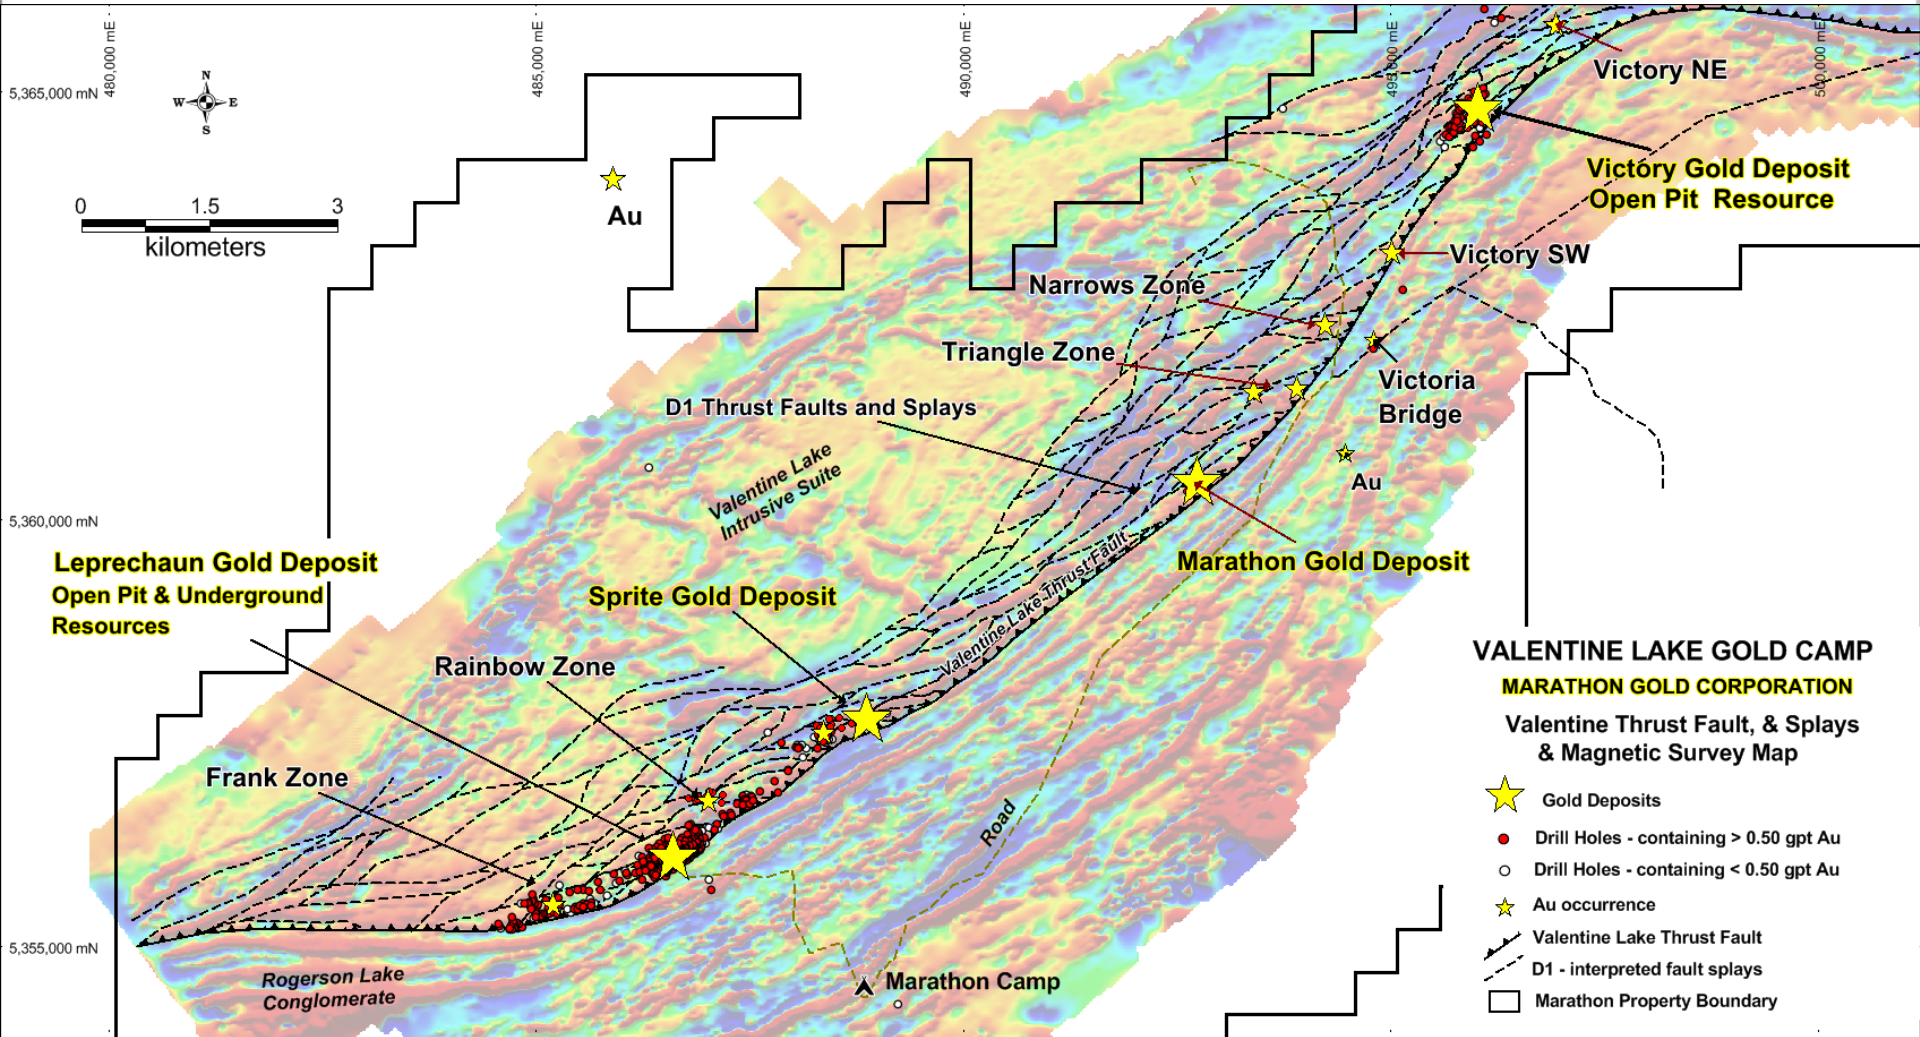 480,000 mE
485,000 mE
490,000 mE
495,000 mE
500,000 mE
5,365,000 mN
N
W
E
S
Victory NE
Victory Gold Deposit
Open Pit Resource
Au
0 1.5 3
kilometers
Victory SW
Narrows Zone
Triangle Zone
Victoria
Bridge
D1 Thrust Faults and Splays
Valentine Lake
Intrusive Suite
Au
5,360,000 mN
Marathon Gold Deposit
Leprechaun Gold Deposit
Open Pit & Underground
Resources
Sprite Gold Deposit
Valentine Lake Thrust Fault
Rainbow Zone
Frank Zone
Road
5,355,000 mN
Rogerson Lake
Conglomerate
Marathon Camp
VALENTINE LAKE GOLD CAMP
MARATHON GOLD CORPORATION
Valentine Thrust Fault, & Splays
& Magnetic Survey Map
Gold Deposits
Drill Holes - containing > 0.50 gpt Au
Drill Holes - containing < 0.50 gpt Au
Au occurrence
Valentine Lake Thrust Fault
D1 - interpreted fault splays
Marathon Property Boundary